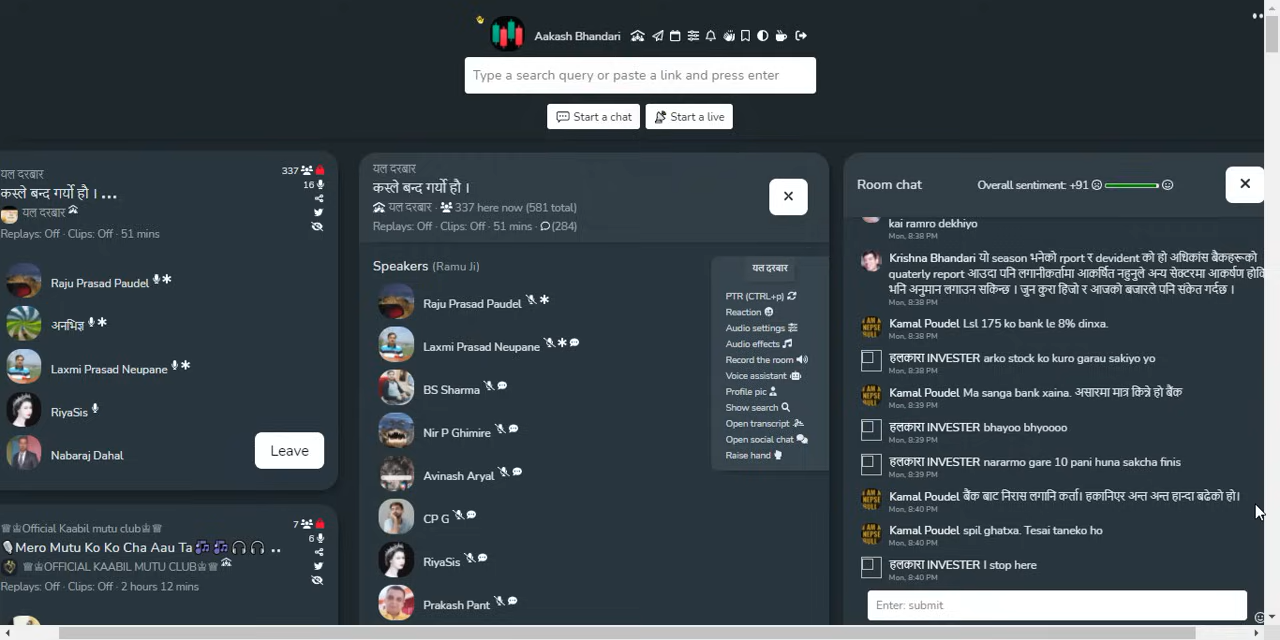 Aakash Bhandari
Type a search query or paste a link and press enter
Start a chat
Start a live
यल दरबार
कस्ले बन्द गर्यो हौ । ...
यल दरबार
Replays: Off · Clips: Off · 51 mins
337
16
Raju Prasad Paudel
अनभिज्ञ
Laxmi Prasad Neupane
RiyaSis
Nabaraj Dahal
Leave
♕♔Official Kaabil mutu club♔♕
Mero Mutu Ko Ko Cha Aau Ta ..
♕♔OFFICIAL KAABIL MUTU CLUB♔♕
Replays: Off · Clips: Off · 2 hours 12 mins
7
6
यल दरबार
कस्ले बन्द गर्यो हौ ।
यल दरबार · 337 here now (581 total)
Replays: Off · Clips: Off · 51 mins · (284)
Speakers (Ramu Ji)
Raju Prasad Paudel
Laxmi Prasad Neupane
BS Sharma
Nir P Ghimire
Avinash Aryal
CP G
RiyaSis
Prakash Pant
यल दरबार
PTR (CTRL+p)
Reaction
Audio settings
Audio effects
Record the room
Voice assistant
Profile pic
Show search
Open transcript
Open social chat
Raise hand
Room chat
Overall sentiment: +91
kai ramro dekhiyo
Mon, 8:38 PM
Krishna Bhandari यो season भनेको rport र devident को हो अधिकांस बैकहरूको
quaterly report आउदा पनि लगानीकर्तामा आकर्षित नहुनुले अन्य सेक्टरमा आकर्षण
भनि अनुमान लगाउन सकिन्छ । जुन कुरा हिजो र आजको बजारले पनि संकेत गर्दछ ।
Mon, 8:38 PM
Kamal Poudel Lsl 175 ko bank le 8% dinxa.
Mon, 8:38 PM
हलकारा INVESTER arko stock ko kuro garau sakiyo yo
Mon, 8:38 PM
Kamal Poudel Ma sanga bank xaina. असारमा मात्र किन्ने हो बैंक
Mon, 8:39 PM
हलकारा INVESTER bhayoo bhyoooo
Mon, 8:39 PM
हलकारा INVESTER nararmo gare 10 pani huna sakcha finis
Mon, 8:39 PM
Kamal Poudel बैंक बाट निरास लगानि कर्ता। हकानिएर अन्त अन्त हान्दा बढेको हो।
Mon, 8:40 PM
Kamal Poudel spil ghatxa. Tesai taneko ho
Mon, 8:40 PM
हलकारा INVESTER I stop here
Mon, 8:40 PM
Enter: submit